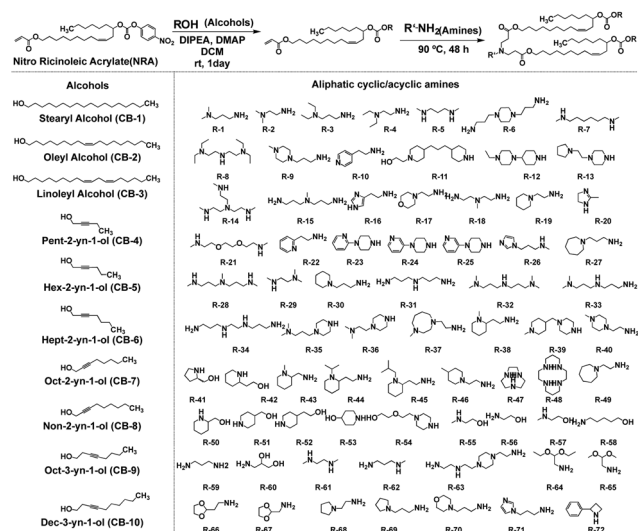 ROH (Alcohols)
DIPEA, DMAP
DCM
rt, 1day
R'-NH2(Amines)
90 ºC, 48 h
Nitro Ricinoleic Acrylate(NRA)
Alcohols
Aliphatic cyclic/acyclic amines
Stearyl Alcohol (CB-1)
Oleyl Alcohol (CB-2)
Linoleyl Alcohol (CB-3)
Pent-2-yn-1-ol (CB-4)
Hex-2-yn-1-ol (CB-5)
Hept-2-yn-1-ol (CB-6)
Oct-2-yn-1-ol (CB-7)
Non-2-yn-1-ol (CB-8)
Oct-3-yn-1-ol (CB-9)
Dec-3-yn-1-ol (CB-10)
R-1 R-2 R-3 R-4 R-5 R-6 R-7
R-8 R-9 R-10 R-11 R-12 R-13
R-14 R-15 R-16 R-17 R-18 R-19 R-20
R-21 R-22 R-23 R-24 R-25 R-26 R-27
R-28 R-29 R-30 R-31 R-32 R-33
R-34 R-35 R-36 R-37 R-38 R-39 R-40
R-41 R-42 R-43 R-44 R-45 R-46 R-47 R-48 R-49
R-50 R-51 R-52 R-53 R-54 R-55 R-56 R-57 R-58
R-59 R-60 R-61 R-62 R-63 R-64 R-65
R-66 R-67 R-68 R-69 R-70 R-71 R-72